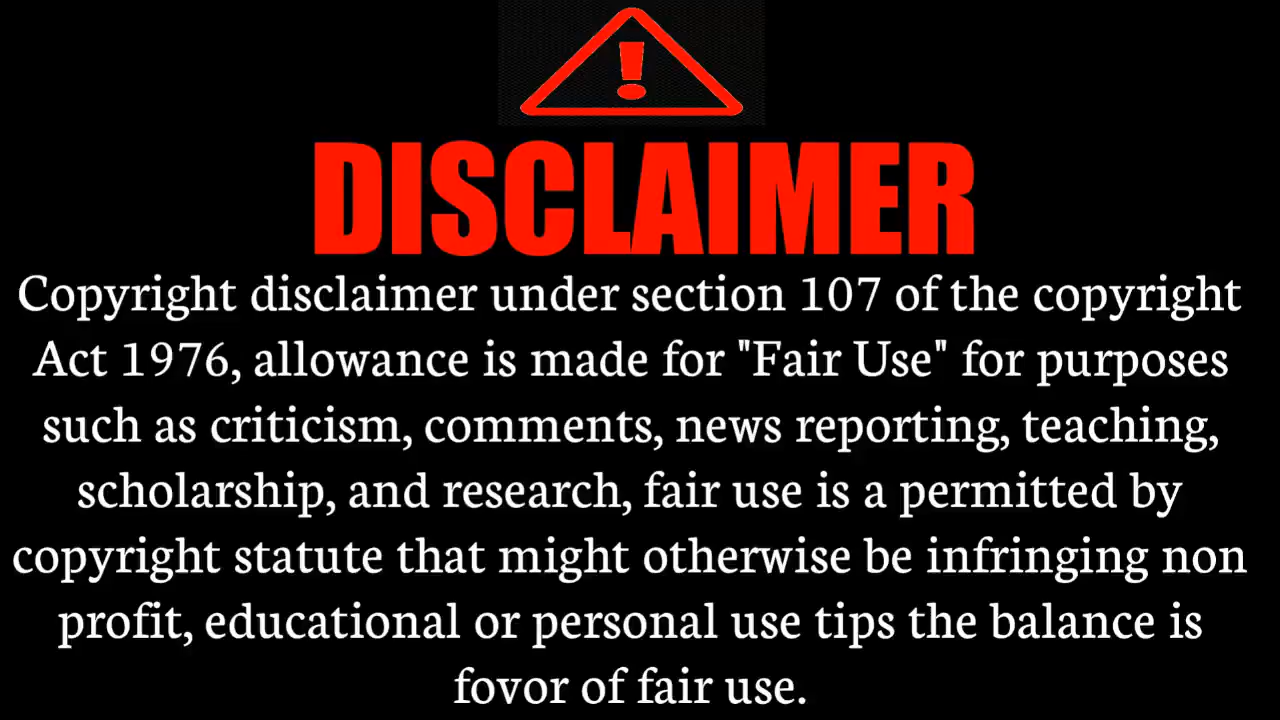 DISCLAIMER
Copyright disclaimer under section 107 of the copyright
Act 1976, allowance is made for "Fair Use" for purposes
such as criticism, comments, news reporting, teaching,
scholarship, and research, fair use is a permitted by
copyright statute that might otherwise be infringing non
profit, educational or personal use tips the balance is
fovor of fair use.